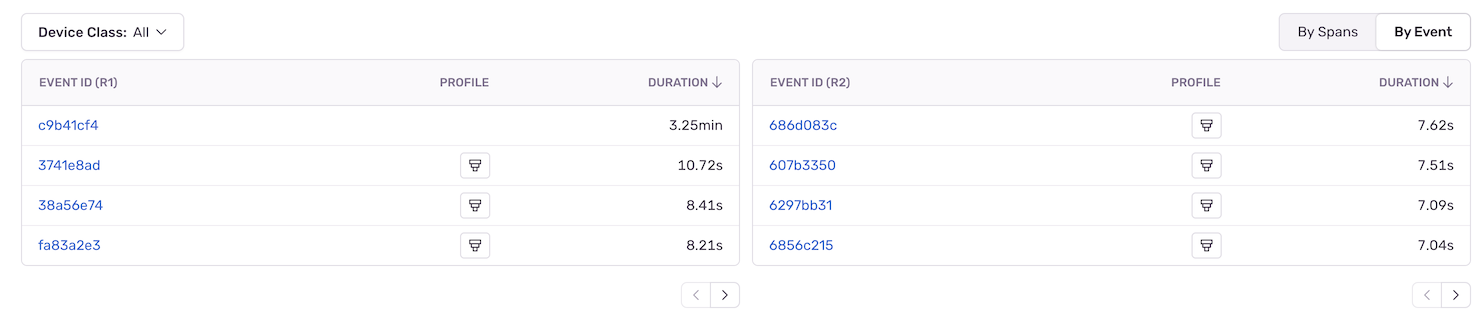 Device Class: All By Spans By Event
EVENT ID (R1) PROFILE DURATION EVENT ID (R2) PROFILE DURATION
c9b41cf4 3.25min 686d083c 7.62s
3741e8ad 10.72s 607b3350 7.51s
38a56e74 8.41s 6297bb31 7.09s
fa83a2e3 8.21s 6856c215 7.04s